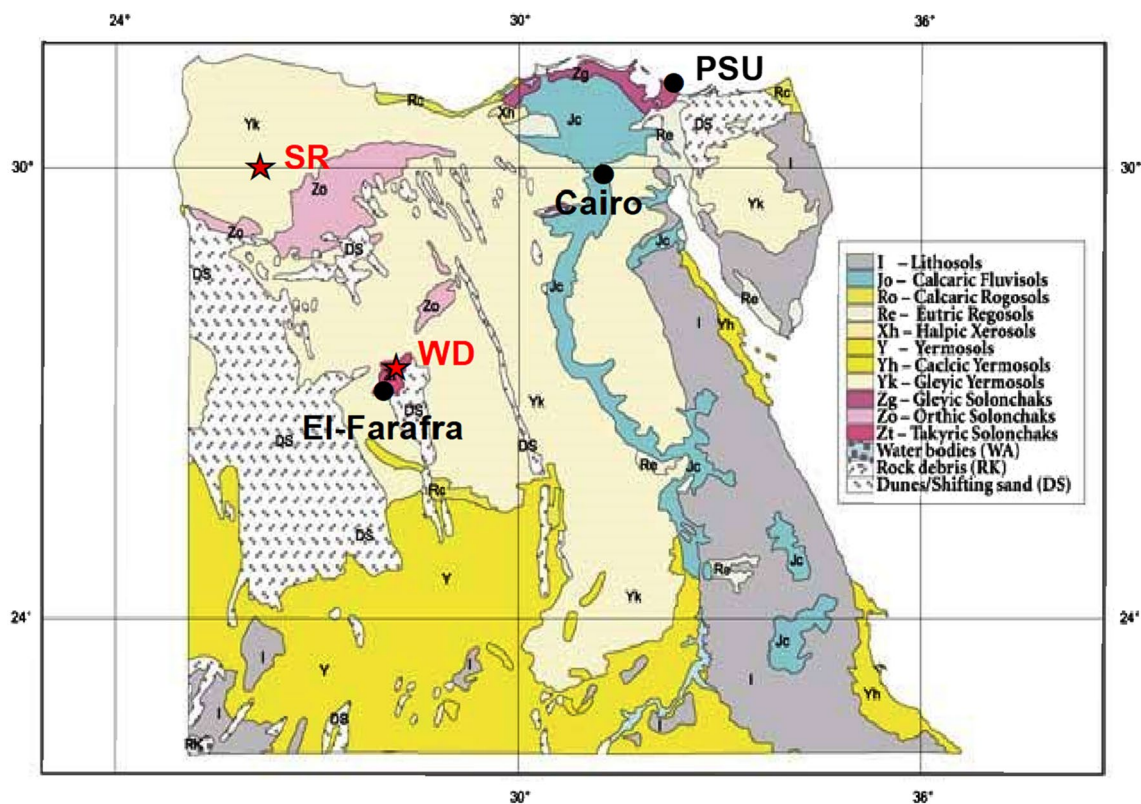 24°
30°
36°
PSU
Zg
Rc
Rc
Xh
Jc
DS
Yk
Re
I
30°
SR
30°
Zo
Cairo
Yk
Zo
DS
Jc
DS
Re
Zo
Jc
I
Yh
WD
DS
Yk
El-Farafra
DS
DS
Re
Jc
Rc
DS
Re
Y
Yk
24°
24°
Jc
I
I
Y
I
Yh
I
DS
I
RK
I – Lithosols
Jo – Calcaric Fluvisols
Ro – Calcaric Rogosols
Re – Eutric Regosols
Xh – Halpic Xerosols
Y – Yermosols
Yh – Caclcic Yermosols
Yk – Gleyic Yermosols
Zg – Gleyic Solonchaks
Zo – Orthic Solonchaks
Zt – Takyric Solonchaks
Water bodies (WA)
Rock debris (RK)
Dunes/Shifting sand (DS)
30°
36°